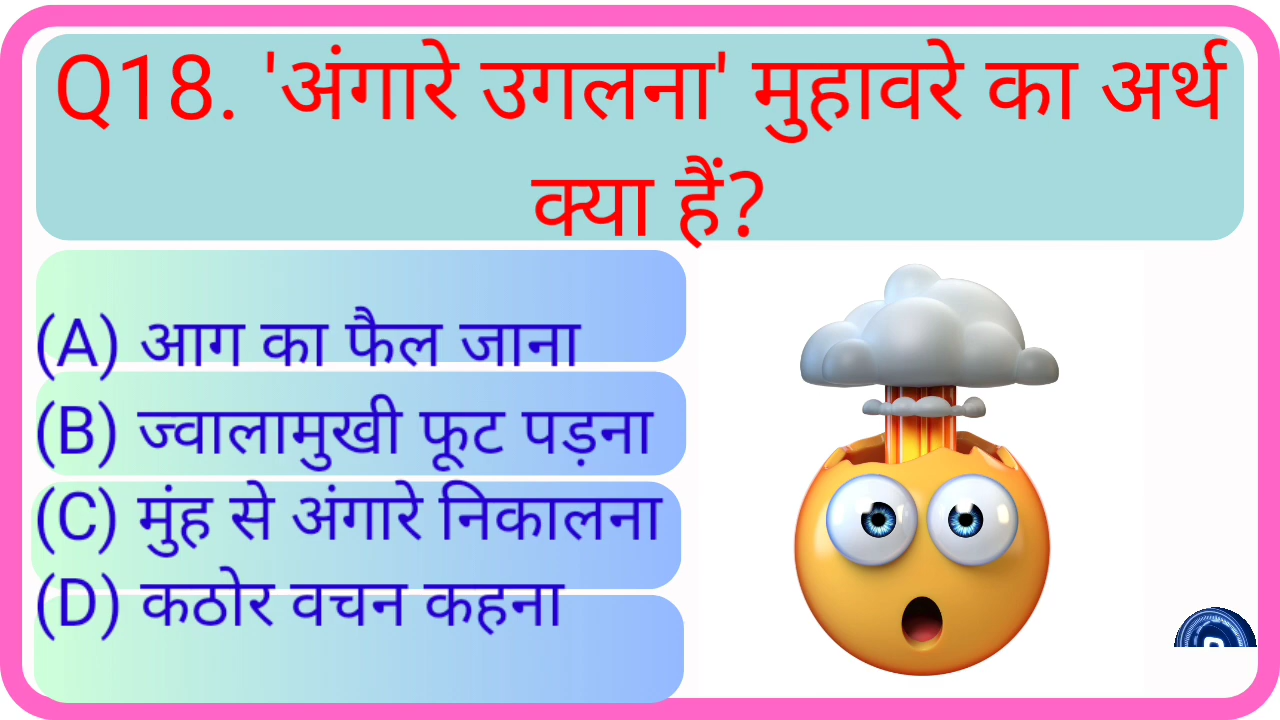 Q18. 'अंगारे उगलना' मुहावरे का अर्थ
क्या हैं?
(A) आग का फैल जाना
(B) ज्वालामुखी फूट पड़ना
(C) मुंह से अंगारे निकालना
(D) कठोर वचन कहना